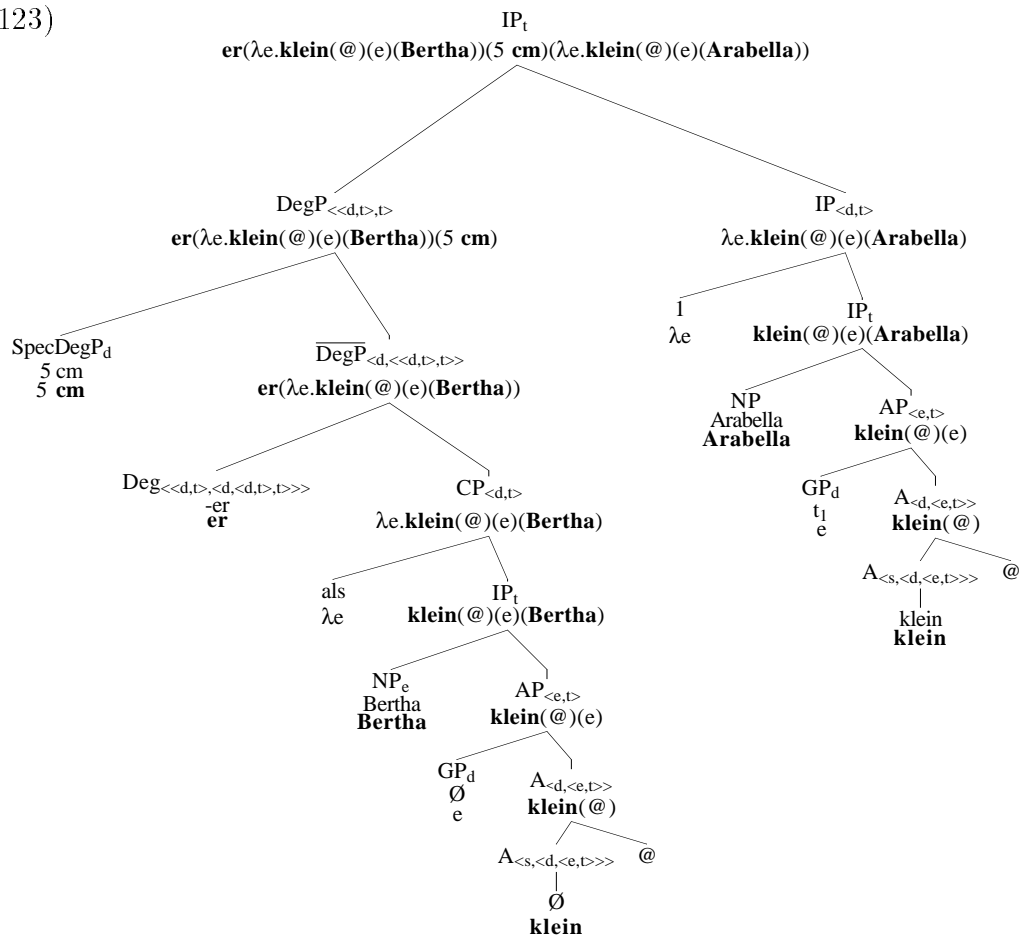 123)
IP_t
er(λe.klein(@)(e)(Bertha))(5 cm)(λe.klein(@)(e)(Arabella))
DegP_<<d,t>,t>
IP_<d,t>
er(λe.klein(@)(e)(Bertha))(5 cm)
λe.klein(@)(e)(Arabella)
SpecDegP_d
5 cm
5 cm
DegP_<d,<<d,t>,t>>
er(λe.klein(@)(e)(Bertha))
1
λe
IP_t
klein(@)(e)(Arabella)
NP
Arabella
Arabella
AP_<e,t>
klein(@)(e)
Deg_<<d,t>,<d,<d,t>,t>>>
-er
er
CP_<d,t>
λe.klein(@)(e)(Bertha)
GP_d
t_1
e
A_<d,<e,t>>
klein(@)
A_<s,<d,<e,t>>>
@
klein
klein
als
λe
IP_t
klein(@)(e)(Bertha)
NP_e
Bertha
Bertha
AP_<e,t>
klein(@)(e)
GP_d
Ø
e
A_<d,<e,t>>
klein(@)
A_<s,<d,<e,t>>>
@
Ø
klein